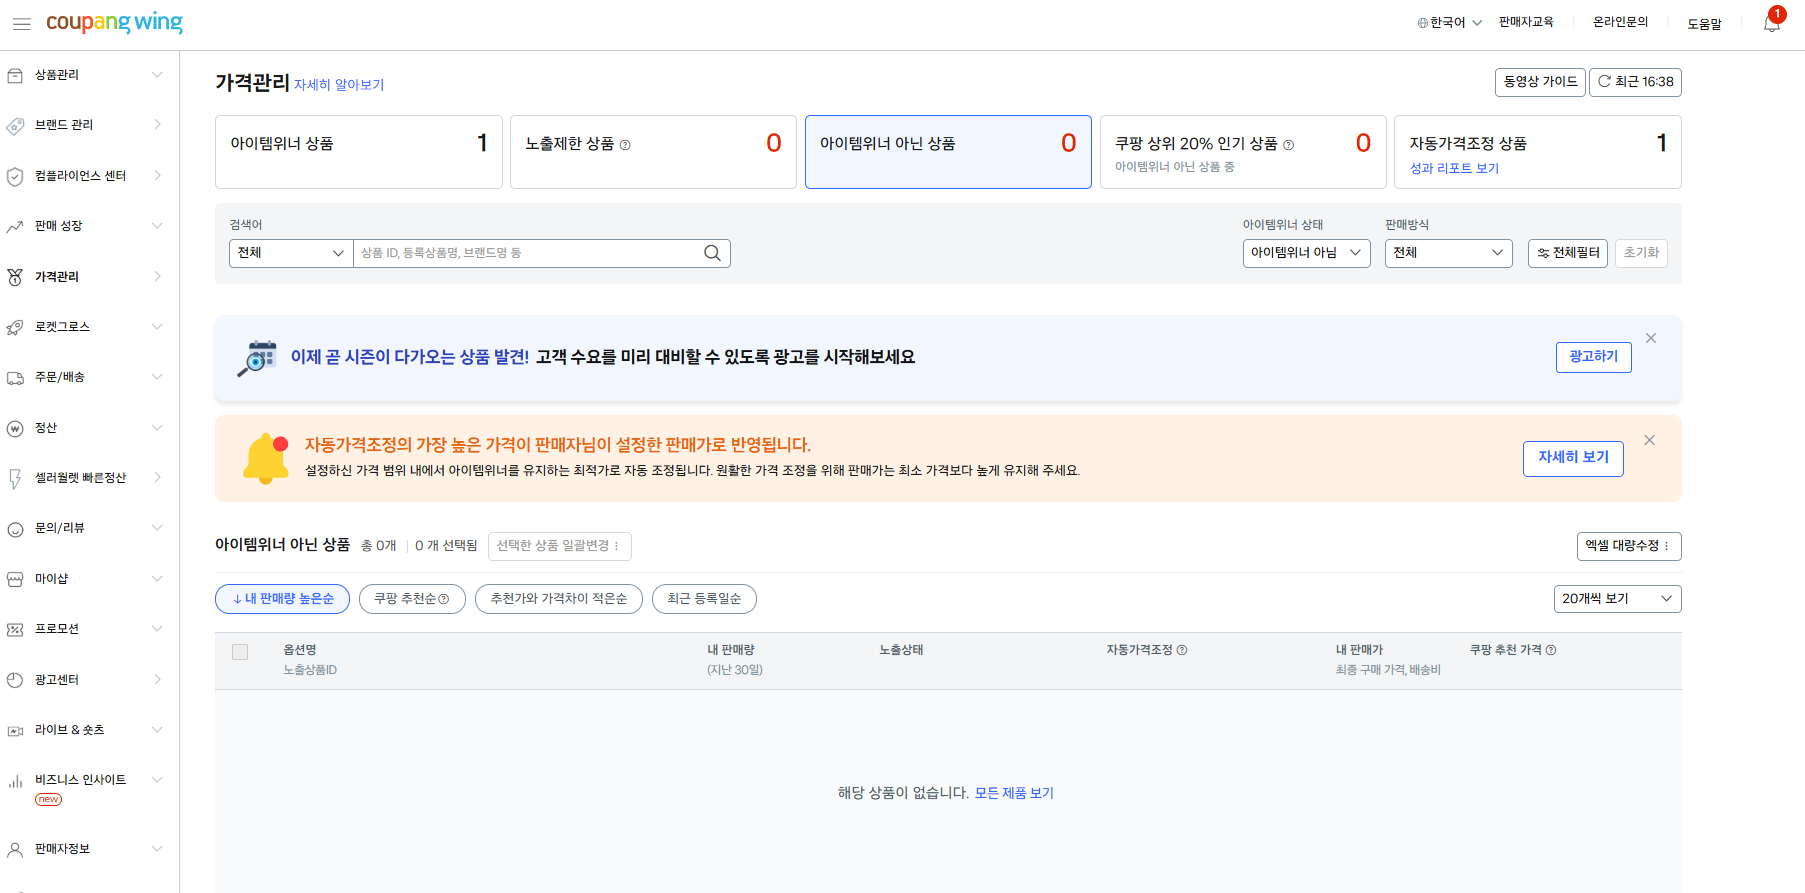 coupang wing
한국어
판매자교육
온라인문의
도움말
1
상품관리
브랜드 관리
컴플라이언스 센터
판매 성장
가격관리
로켓그로스
주문/배송
정산
셀러월렛 빠른정산
문의/리뷰
마이샵
프로모션
광고센터
라이브 & 숏츠
비즈니스 인사이트
new
판매자정보
가격관리 자세히 알아보기
동영상 가이드
최근 16:38
아이템위너 상품 1
노출제한 상품 0
아이템위너 아닌 상품 0
쿠팡 상위 20% 인기 상품 0
아이템위너 아닌 상품 중
자동가격조정 상품 1
성과 리포트 보기
검색어
전체
상품 ID, 등록상품명, 브랜드명 등
아이템위너 상태
아이템위너 아님
판매방식
전체
전체필터
초기화
이제 곧 시즌이 다가오는 상품 발견! 고객 수요를 미리 대비할 수 있도록 광고를 시작해보세요
광고하기
자동가격조정의 가장 높은 가격이 판매자님이 설정한 판매가로 반영됩니다.
설정하신 가격 범위 내에서 아이템위너를 유지하는 최적가로 자동 조정됩니다. 원활한 가격 조정을 위해 판매가는 최소 가격보다 높게 유지해 주세요.
자세히 보기
아이템위너 아닌 상품 총 0개 | 0 개 선택됨 선택한 상품 일괄변경
엑셀 대량수정
↓ 내 판매량 높은순
쿠팡 추천순
추천가와 가격차이 적은순
최근 등록일순
20개씩 보기
옵션명
노출상품ID
내 판매량
(지난 30일)
노출상태
자동가격조정
내 판매가
최종 구매 가격, 배송비
쿠팡 추천 가격
해당 상품이 없습니다. 모든 제품 보기